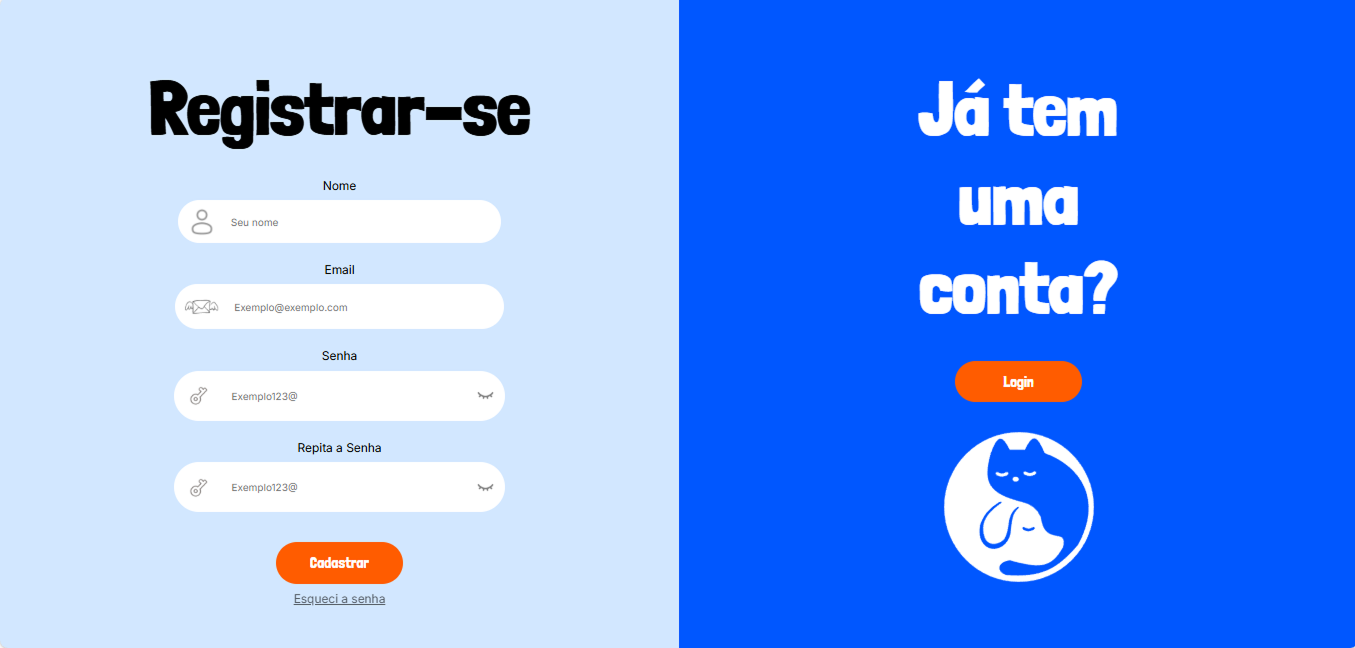 Registrar-se
Nome
Seu nome
Email
Exemplo@exemplo.com
Senha
Exemplo123@
Repita a Senha
Exemplo123@
Cadastrar
Esqueci a senha
Já tem
uma
conta?
Login